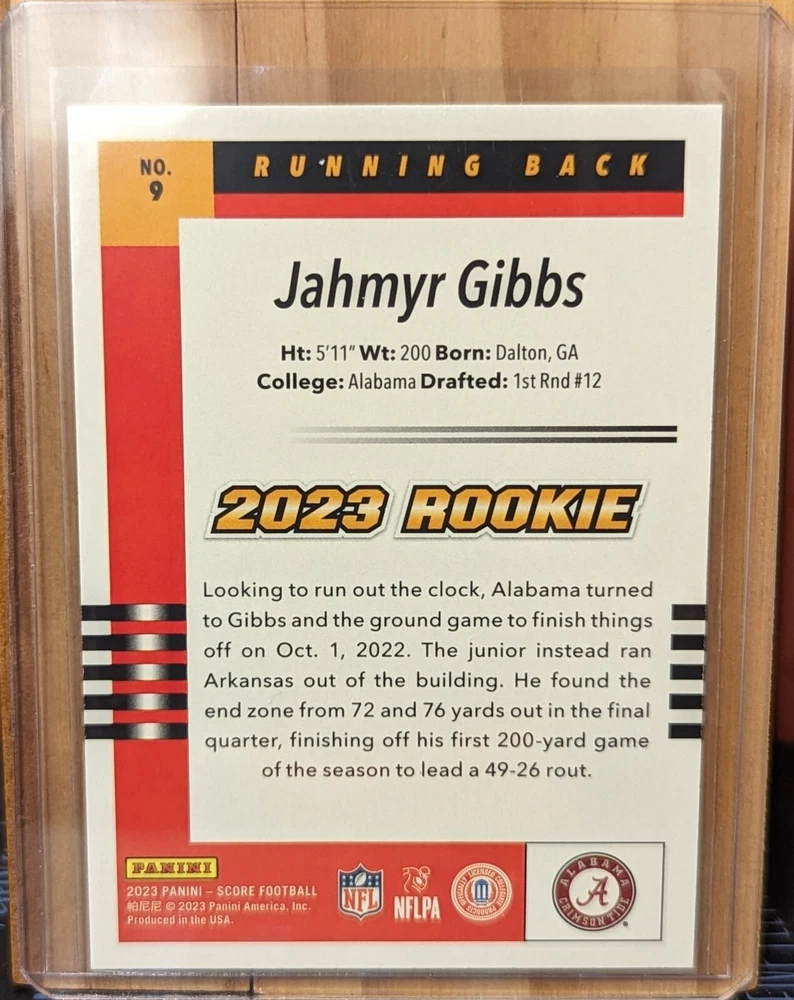 NO.
9
RUNNING BACK
Jahmyr Gibbs
Ht: 5'11" Wt: 200 Born: Dalton, GA
College: Alabama Drafted: 1st Rnd #12
2023 ROOKIE
Looking to run out the clock, Alabama turned
to Gibbs and the ground game to finish things
off on Oct. 1, 2022. The junior instead ran
Arkansas out of the building. He found the
end zone from 72 and 76 yards out in the final
quarter, finishing off his first 200-yard game
of the season to lead a 49-26 rout.
PANINI
2023 PANINI – SCORE FOOTBALL
帕尼尼 © 2023 Panini America, Inc.
Produced in the USA.
NFL
NFLPA
OFFICIALLY LICENSED COLLEGIATE PRODUCTS
ALABAMA
A
CRIMSON TIDE